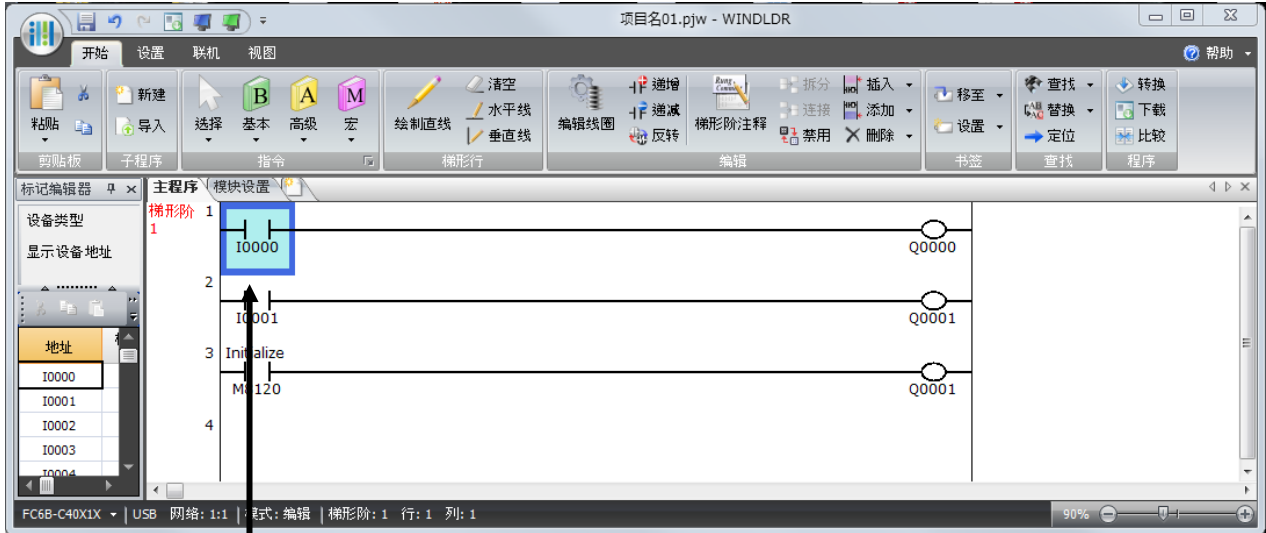 项目名01.pjw - WINDLDR
开始 设置 联机 视图 帮助
粘贴 新建 导入 选择 B 基本 A 高级 M 宏 绘制直线 清空 水平线 垂直线 编辑线圈 递增 递减 反转 Rung Comment 梯形阶注释 拆分 连接 禁用 插入 添加 删除 移至 设置 查找 替换 定位 转换 下载 比较
剪贴板 子程序 指令 梯形行 编辑 书签 查找 程序
标记编辑器 主程序 模块设置
设备类型
显示设备地址
地址
I0000
I0001
I0002
I0003
I0004
梯形阶 1
1
I0000 Q0000
2
I0001 Q0001
3 Initialize
M8120 Q0001
4
FC6B-C40X1X USB 网络: 1:1 模式: 编辑 梯形阶: 1 行: 1 列: 1 90%